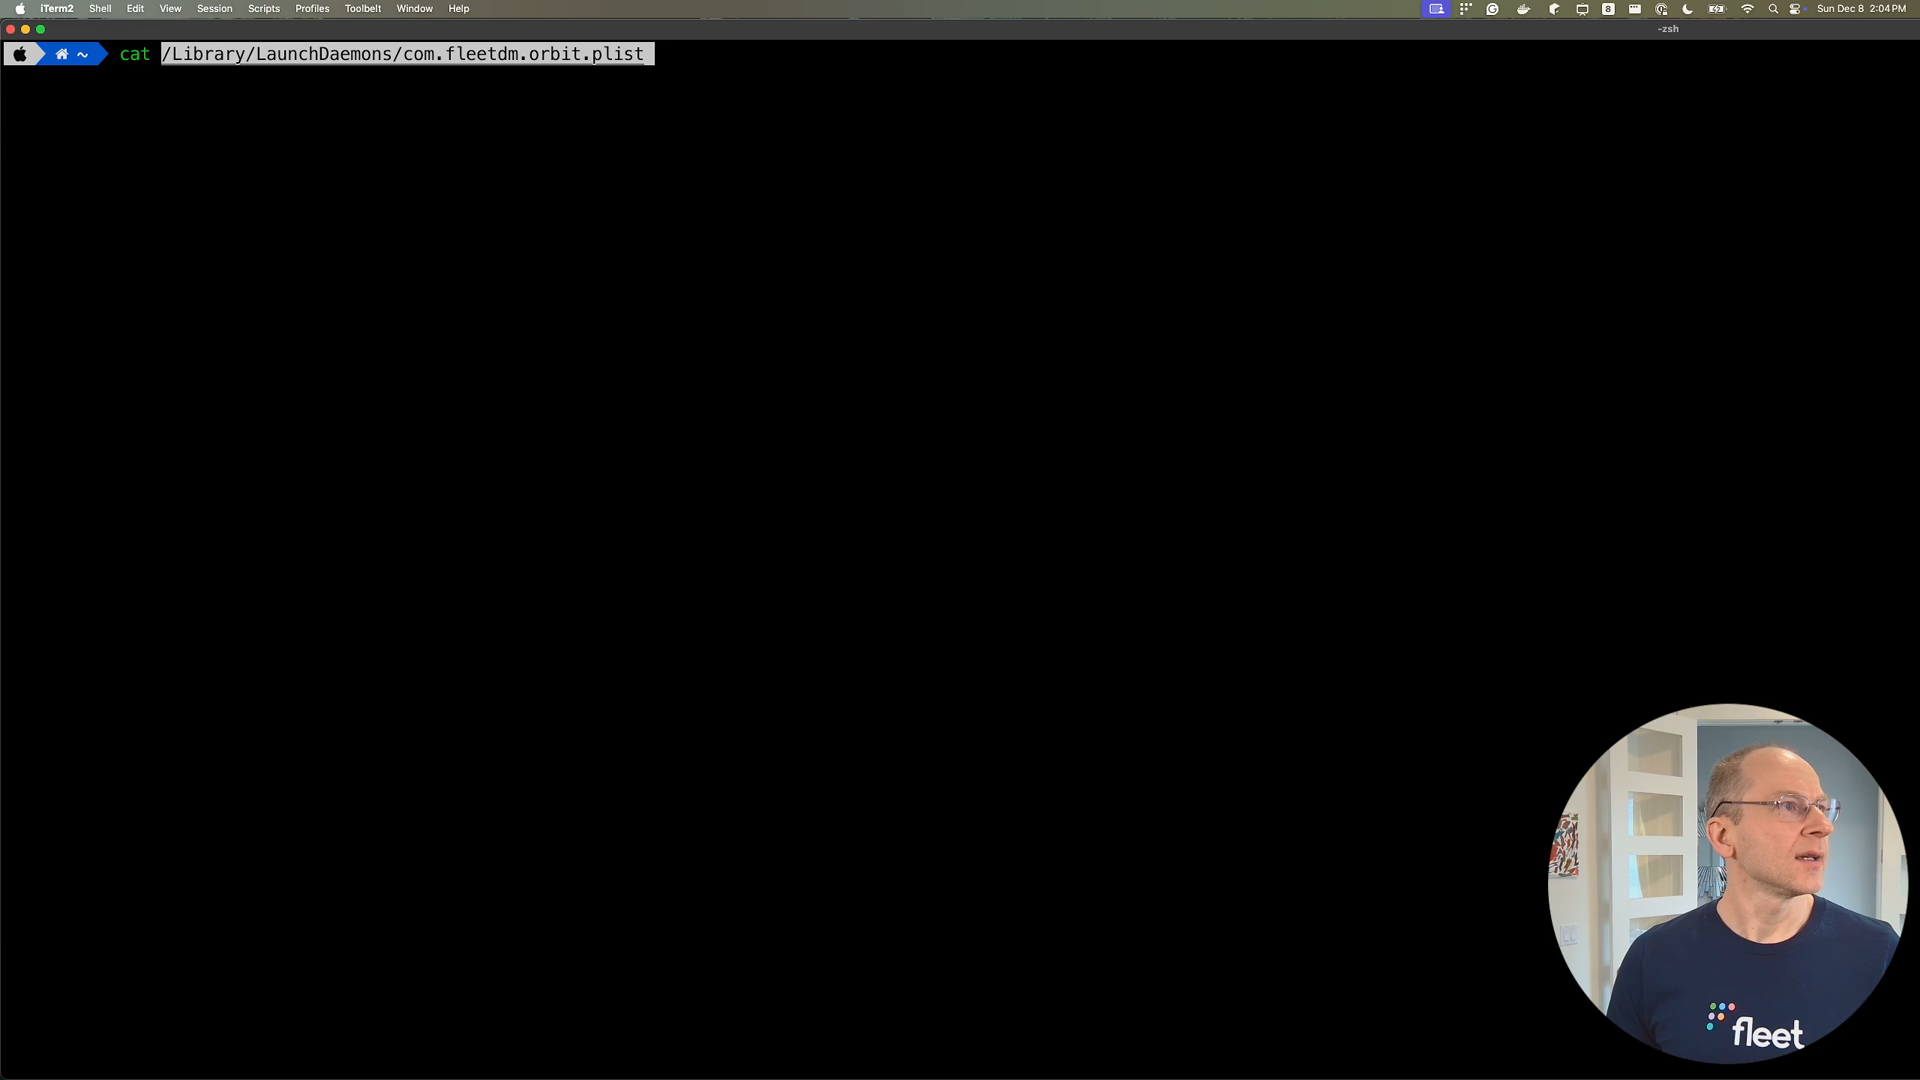 iTerm2 Shell Edit View Session Scripts Profiles Toolbelt Window Help
8
Sun Dec 8 2:04 PM
-zsh
~ cat /Library/LaunchDaemons/com.fleetdm.orbit.plist
fleet